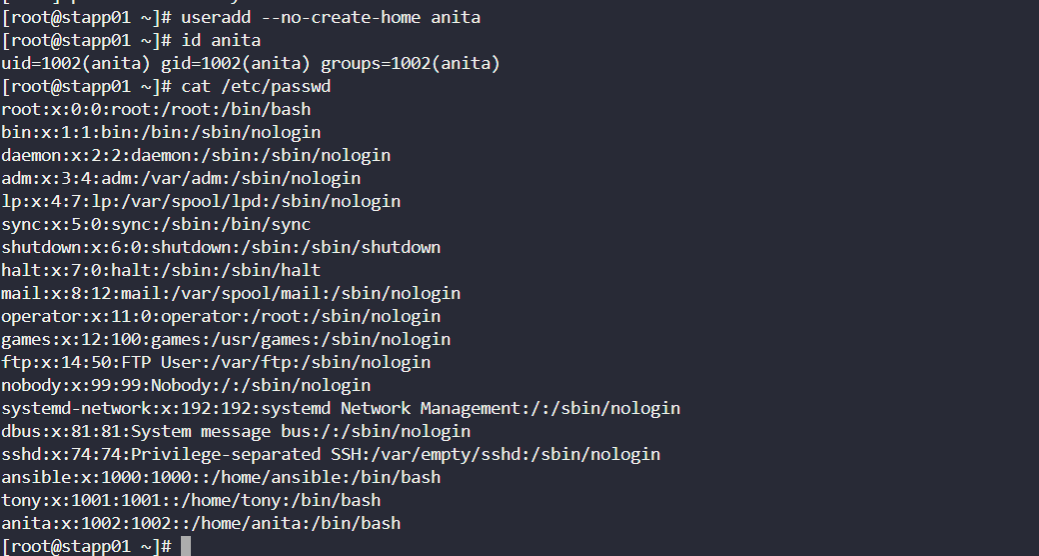 [root@stapp01 ~]# useradd --no-create-home anita
[root@stapp01 ~]# id anita
uid=1002(anita) gid=1002(anita) groups=1002(anita)
[root@stapp01 ~]# cat /etc/passwd
root:x:0:0:root:/root:/bin/bash
bin:x:1:1:bin:/bin:/sbin/nologin
daemon:x:2:2:daemon:/sbin:/sbin/nologin
adm:x:3:4:adm:/var/adm:/sbin/nologin
lp:x:4:7:lp:/var/spool/lpd:/sbin/nologin
sync:x:5:0:sync:/sbin:/bin/sync
shutdown:x:6:0:shutdown:/sbin:/sbin/shutdown
halt:x:7:0:halt:/sbin:/sbin/halt
mail:x:8:12:mail:/var/spool/mail:/sbin/nologin
operator:x:11:0:operator:/root:/sbin/nologin
games:x:12:100:games:/usr/games:/sbin/nologin
ftp:x:14:50:FTP User:/var/ftp:/sbin/nologin
nobody:x:99:99:Nobody:/:/sbin/nologin
systemd-network:x:192:192:systemd Network Management:/:/sbin/nologin
dbus:x:81:81:System message bus:/:/sbin/nologin
sshd:x:74:74:Privilege-separated SSH:/var/empty/sshd:/sbin/nologin
ansible:x:1000:1000::/home/ansible:/bin/bash
tony:x:1001:1001::/home/tony:/bin/bash
anita:x:1002:1002::/home/anita:/bin/bash
[root@stapp01 ~]#